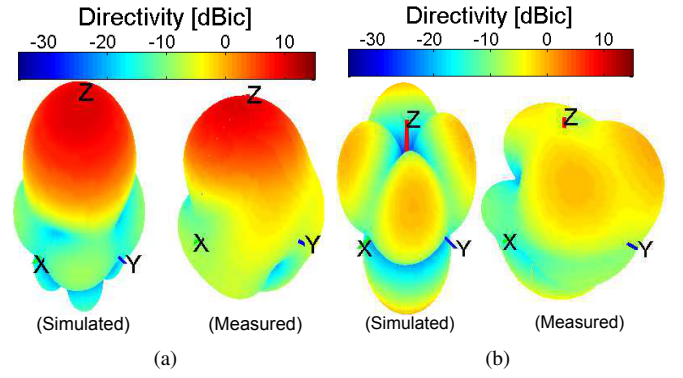 Directivity [dBic]
-30 -20 -10 0 10
Z
X
Y
(Simulated)
Z
X
Y
(Measured)
(a)
Directivity [dBic]
-30 -20 -10 0 10
Z
X
Y
(Simulated)
Z
X
Y
(Measured)
(b)